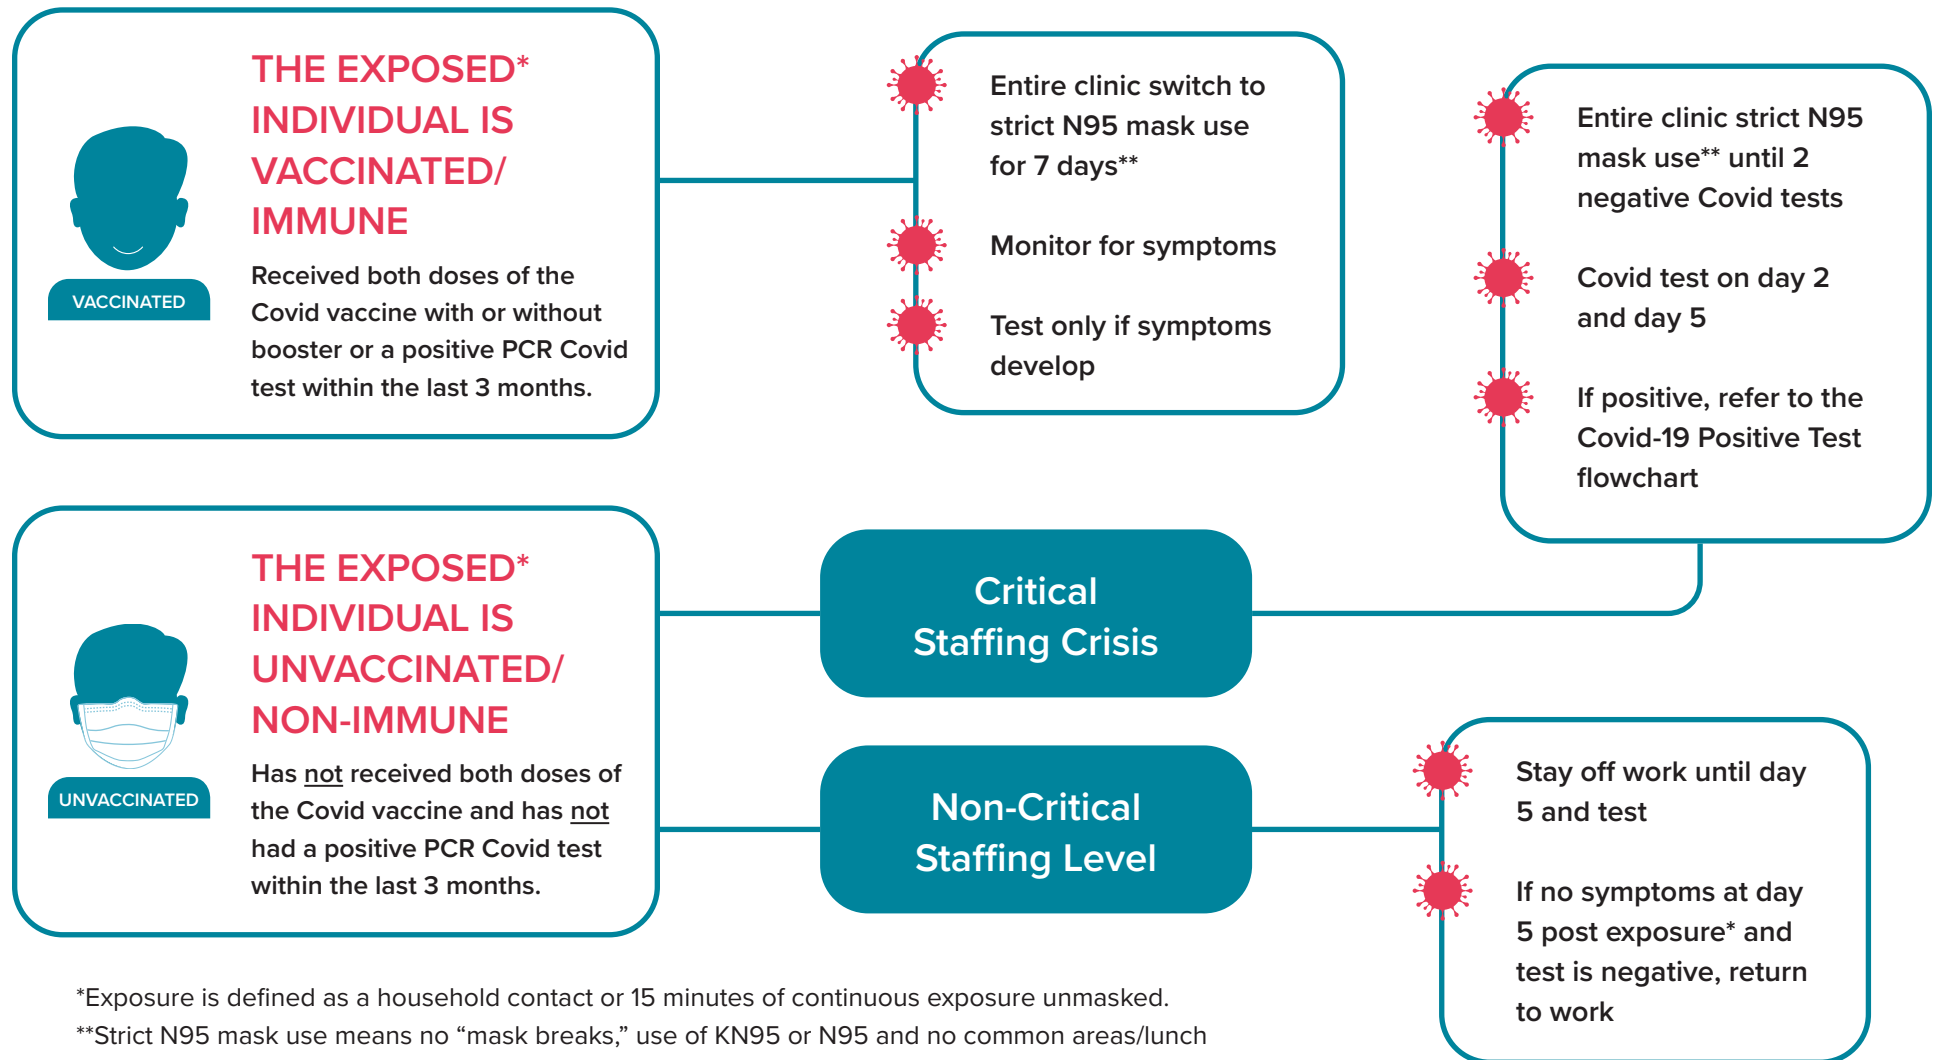 THE EXPOSED*
INDIVIDUAL IS
VACCINATED/
IMMUNE
Received both doses of the
Covid vaccine with or without
booster or a positive PCR Covid
test within the last 3 months.
VACCINATED
Entire clinic switch to
strict N95 mask use
for 7 days**
Monitor for symptoms
Test only if symptoms
develop
Entire clinic strict N95
mask use** until 2
negative Covid tests
Covid test on day 2
and day 5
If positive, refer to the
Covid-19 Positive Test
flowchart
THE EXPOSED*
INDIVIDUAL IS
UNVACCINATED/
NON-IMMUNE
Has not received both doses of
the Covid vaccine and has not
had a positive PCR Covid test
within the last 3 months.
UNVACCINATED
Critical
Staffing Crisis
Non-Critical
Staffing Level
Stay off work until day
5 and test
If no symptoms at day
5 post exposure* and
test is negative, return
to work
*Exposure is defined as a household contact or 15 minutes of continuous exposure unmasked.
**Strict N95 mask use means no “mask breaks,” use of KN95 or N95 and no common areas/lunch